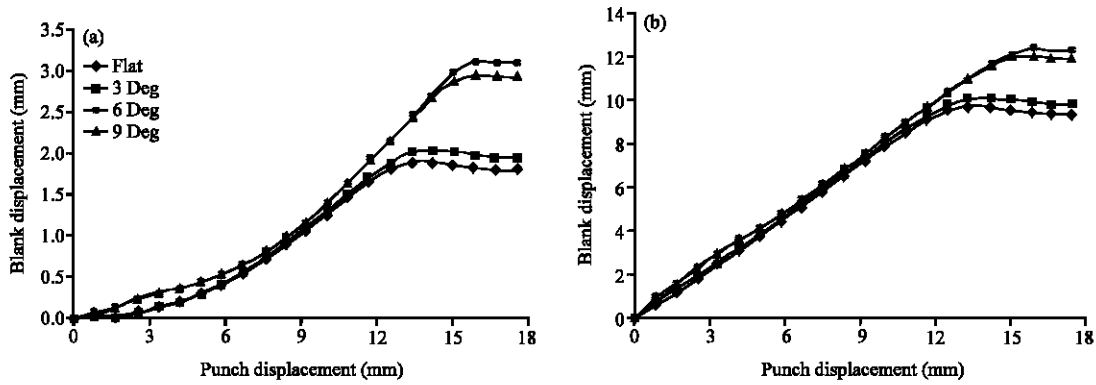 (a)
Flat
3 Deg
6 Deg
9 Deg
Blank displacement (mm)
3.5
3.0
2.5
2.0
1.5
1.0
0.5
0.0
0 3 6 9 12 15 18
Punch displacement (mm)
(b)
Blank displacement (mm)
14
12
10
8
6
4
2
0
0 3 6 9 12 15 18
Punch displacement (mm)